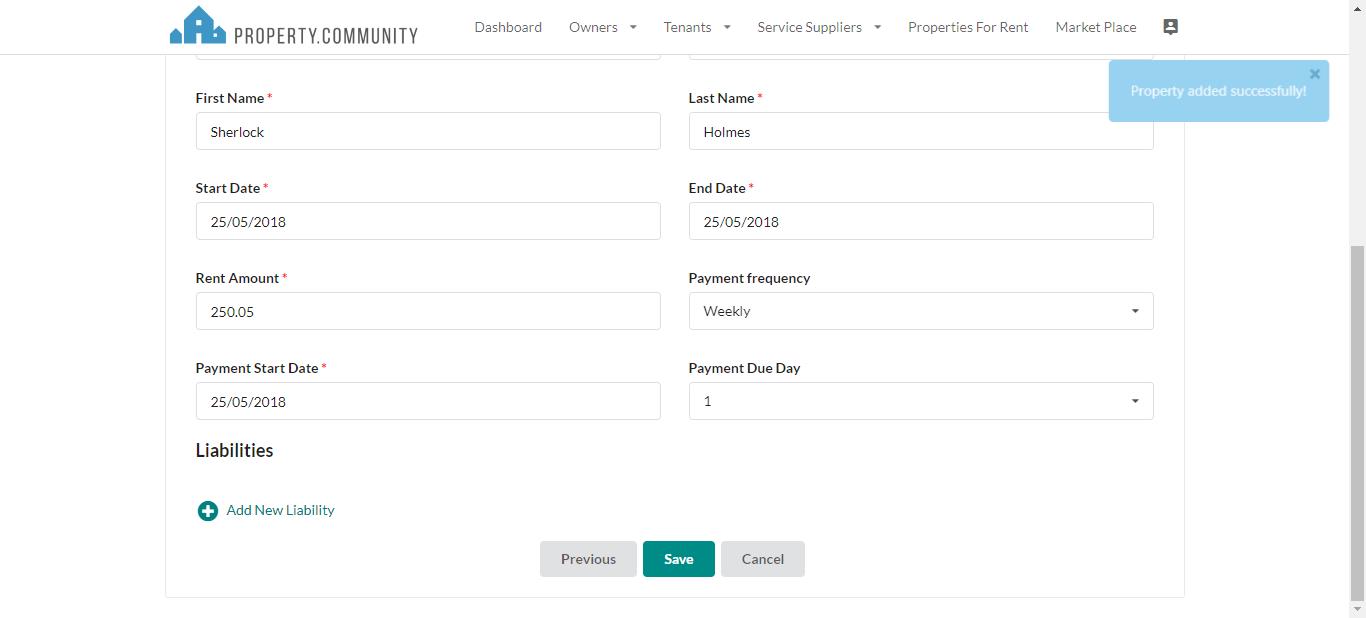 PROPERTY.COMMUNITY Dashboard Owners Tenants Service Suppliers Properties For Rent Market Place
Property added successfully!
First Name * Last Name *
Sherlock Holmes
Start Date * End Date *
25/05/2018 25/05/2018
Rent Amount * Payment frequency
250.05 Weekly
Payment Start Date * Payment Due Day
25/05/2018 1
Liabilities
Add New Liability
Previous Save Cancel